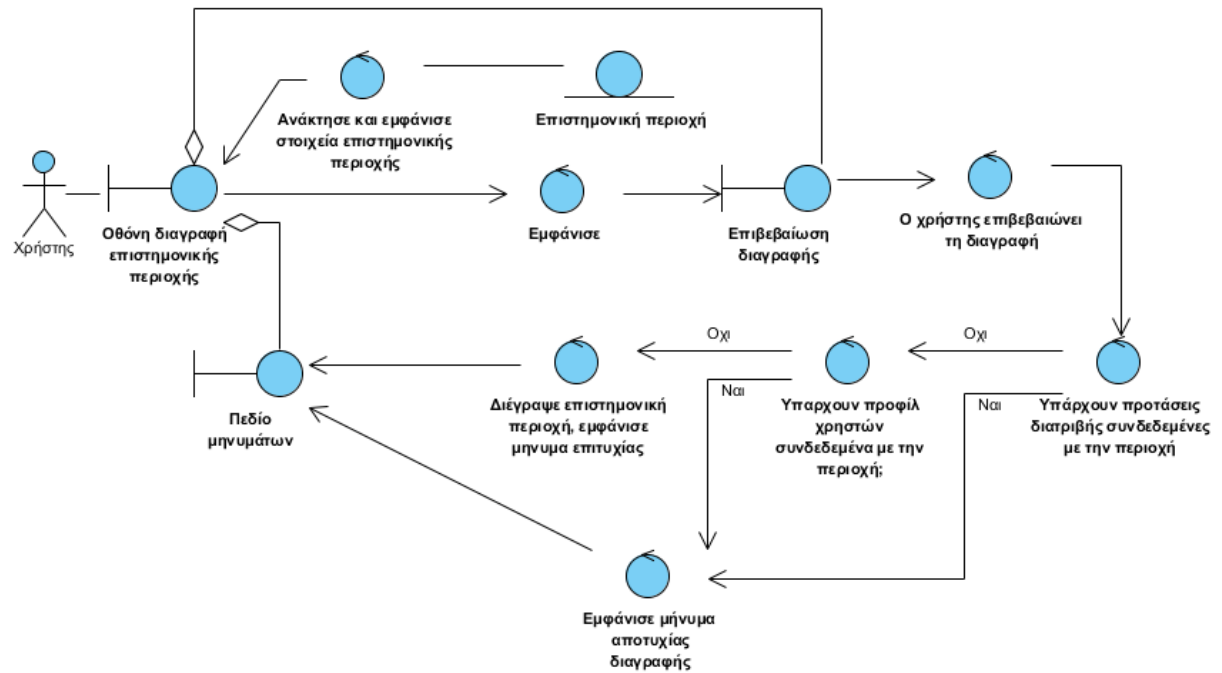 Ανάκτησε και εμφάνισε
στοιχεία επιστημονικής
περιοχής
Επιστημονική περιοχή
Χρήστης
Οθόνη διαγραφή
επιστημονικής
περιοχής
Εμφάνισε
Επιβεβαίωση
διαγραφής
Ο χρήστης επιβεβαιώνει
τη διαγραφή
Οχι
Οχι
Ναι
Ναι
Πεδίο
μηνυμάτων
Διέγραψε επιστημονική
περιοχή, εμφάνισε
μηνυμα επιτυχίας
Υπαρχουν προφίλ
χρηστών
συνδεδεμένα με την
περιοχή;
Υπάρχουν προτάσεις
διατριβής συνδεδεμένες
με την περιοχή
Εμφάνισε μήνυμα
αποτυχίας
διαγραφής